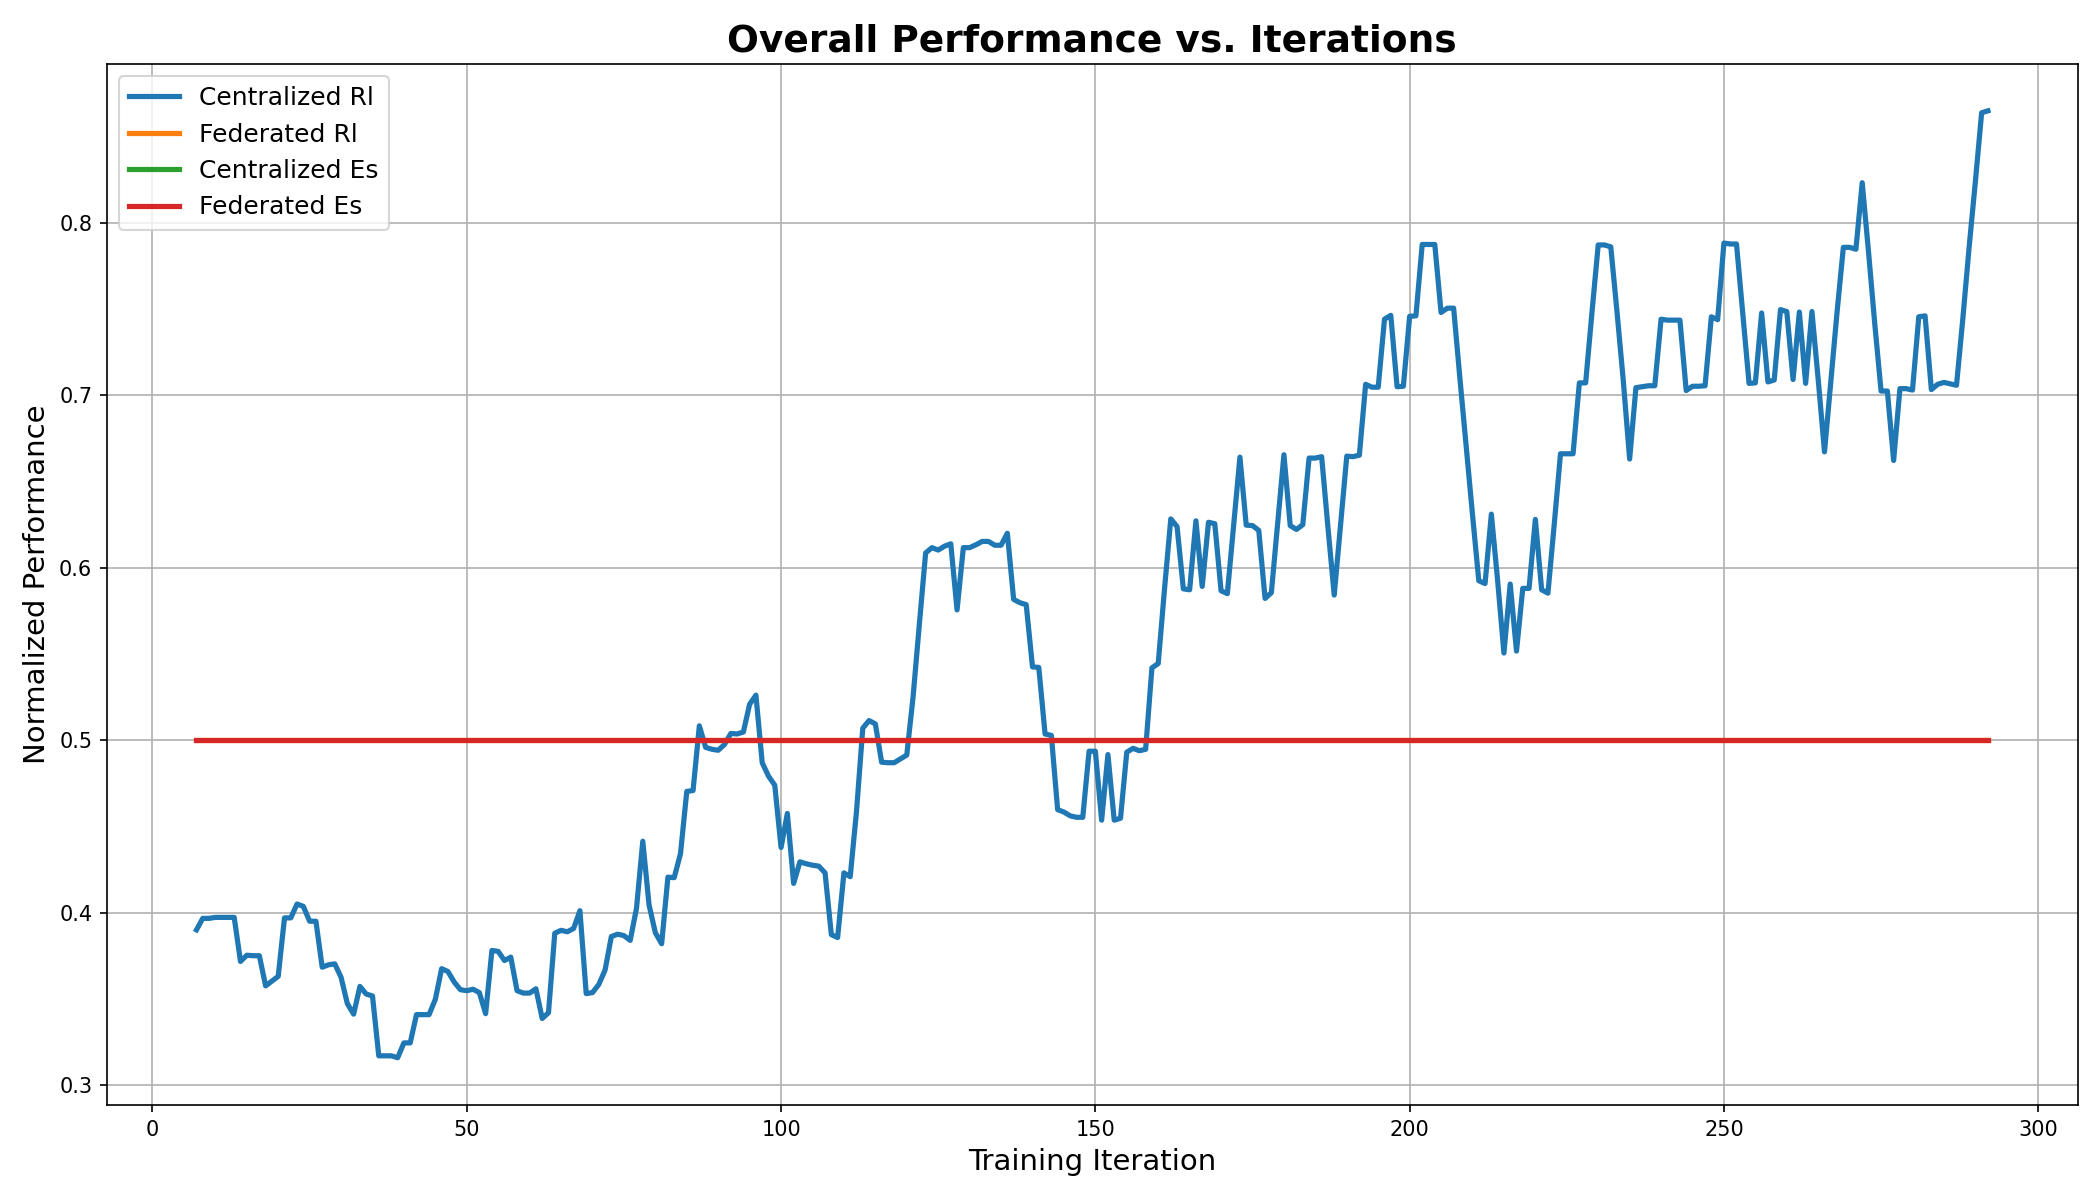 Overall Performance vs. Iterations
Centralized Rl
Federated Rl
Centralized Es
Federated Es
Normalized Performance
0.8
0.7
0.6
0.5
0.4
0.3
0 50 100 150 200 250 300
Training Iteration